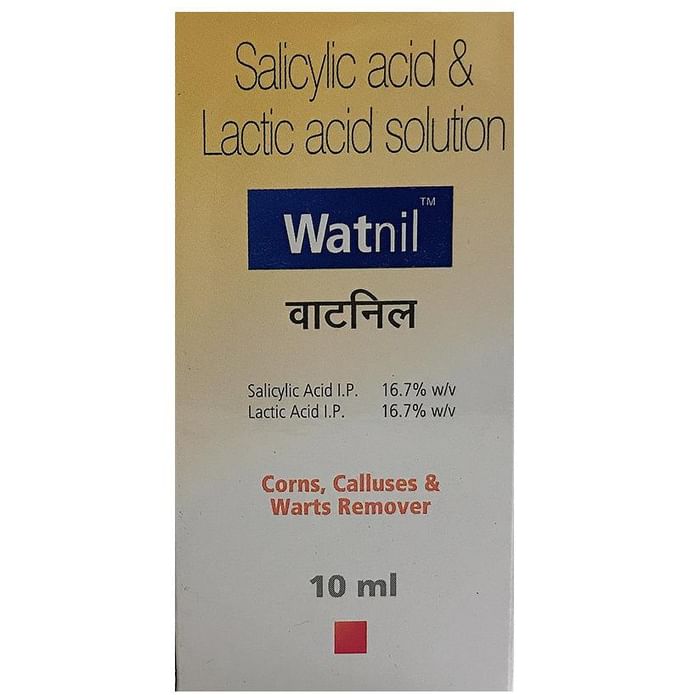 Salicylic acid &
Lactic acid solution
Watnil™
वाटनिल
Salicylic Acid I.P. 16.7% w/v
Lactic Acid I.P. 16.7% w/v
Corns, Calluses &
Warts Remover
10 ml